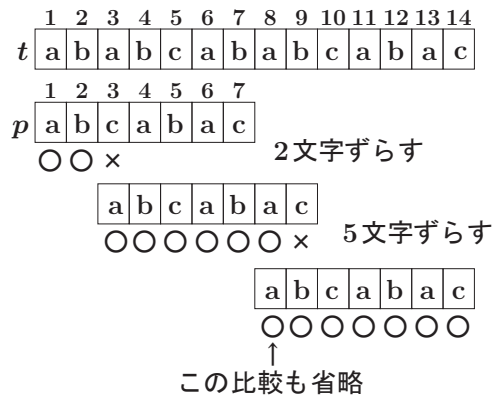 1 2 3 4 5 6 7 8 9 10 11 12 13 14
t a b a b c a b a b c a b a c
1 2 3 4 5 6 7
p a b c a b a c
○ ○ × 2文字ずらす
a b c a b a c
○ ○ ○ ○ ○ ○ × 5文字ずらす
a b c a b a c
○ ○ ○ ○ ○ ○ ○
↑
この比較も省略